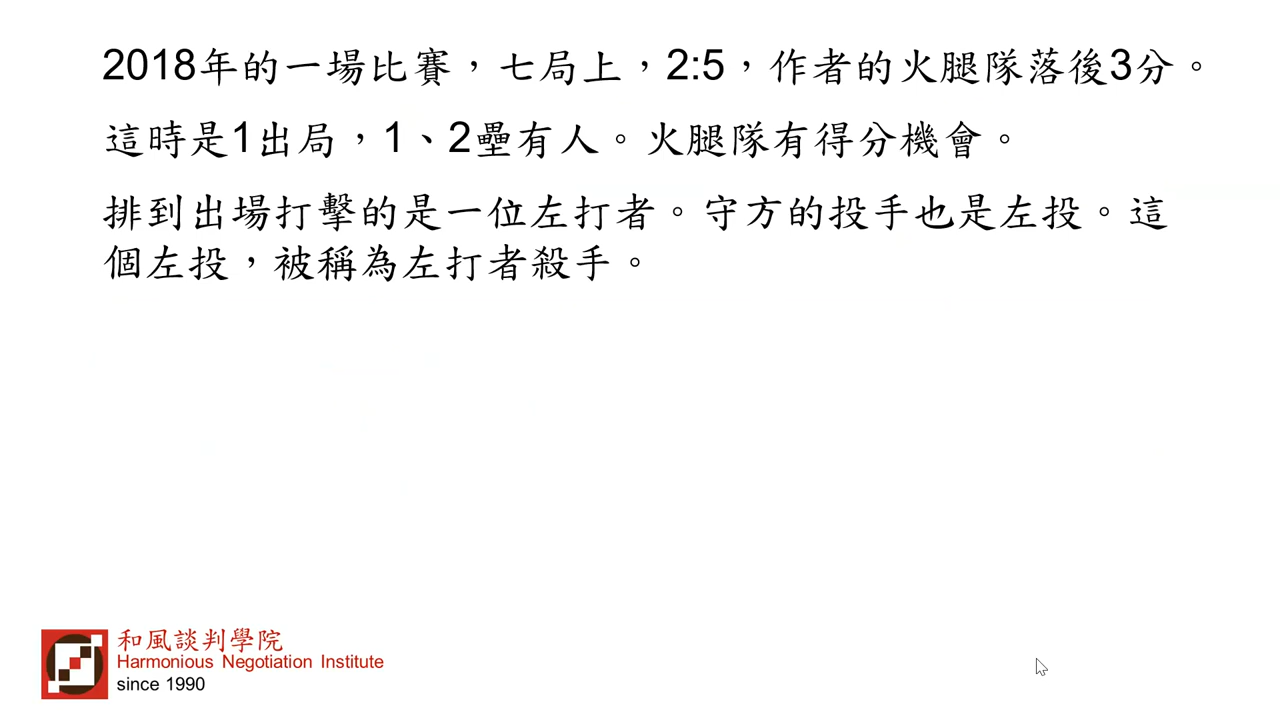 2018年的一場比賽，七局上，2:5，作者的火腿隊落後3分。
這時是1出局，1、2壘有人。火腿隊有得分機會。
排到出場打擊的是一位左打者。守方的投手也是左投。這
個左投，被稱為左打者殺手。
和風談判學院
Harmonious Negotiation Institute
since 1990